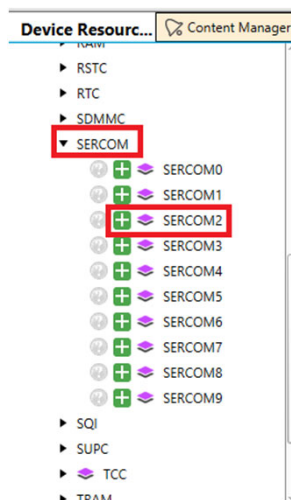 Device Resourc... Content Manager
RAM
RSTC
RTC
SDMMC
SERCOM
SERCOM0
SERCOM1
SERCOM2
SERCOM3
SERCOM4
SERCOM5
SERCOM6
SERCOM7
SERCOM8
SERCOM9
SQI
SUPC
TCC
TRAM